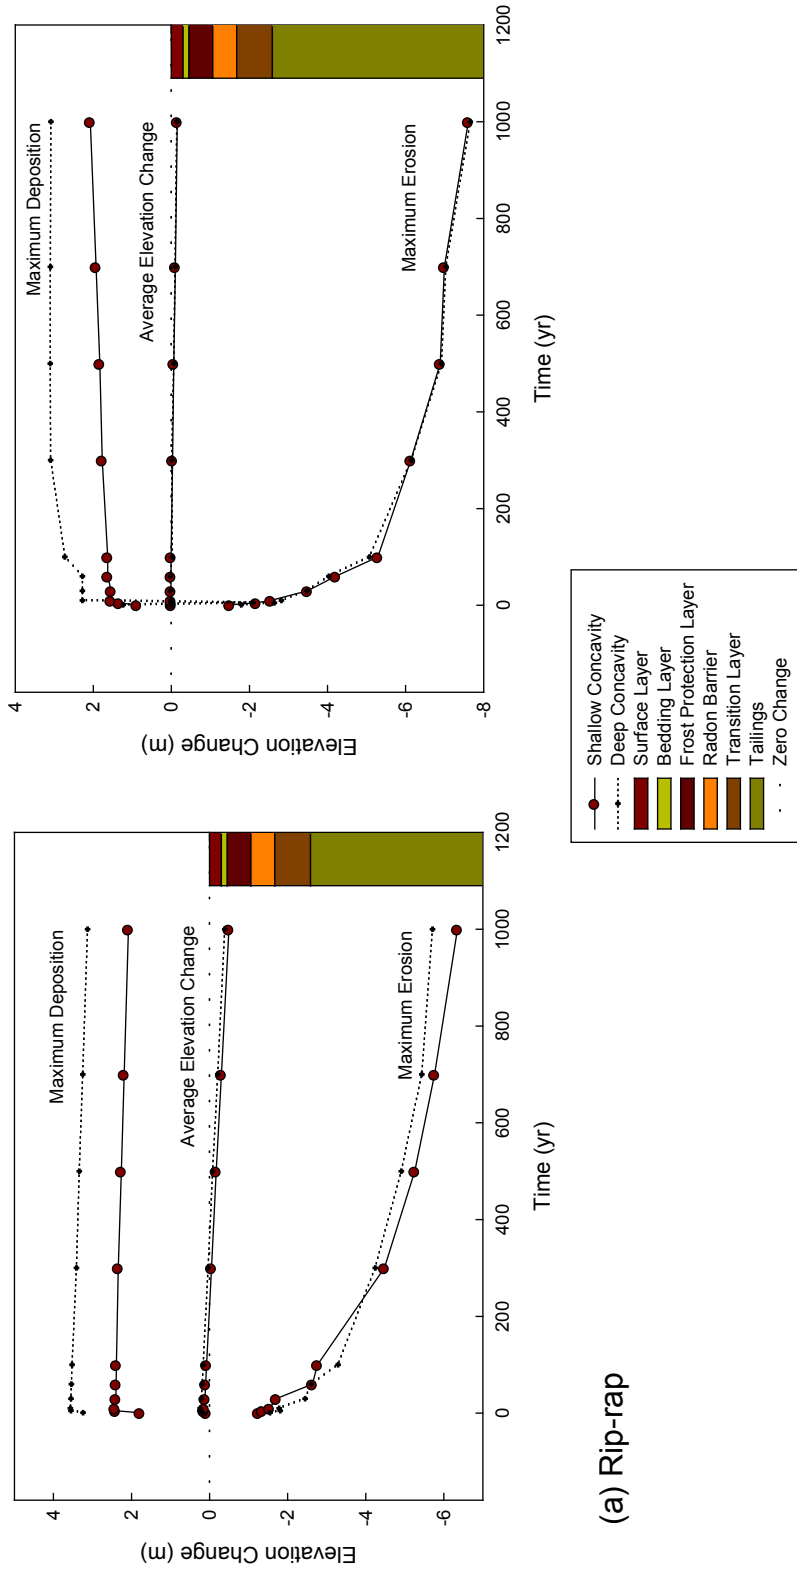 Elevation Change (m)
4
2
0
-2
-4
-6
Maximum Deposition
Average Elevation Change
Maximum Erosion
0
200
400
600
800
1000
1200
Time (yr)
(a) Rip-rap
Elevation Change (m)
4
2
0
-2
-4
-6
-8
Maximum Deposition
Average Elevation Change
Maximum Erosion
0
200
400
600
800
1000
1200
Time (yr)
Shallow Concavity
Deep Concavity
Surface Layer
Bedding Layer
Frost Protection Layer
Radon Barrier
Transition Layer
Tailings
Zero Change